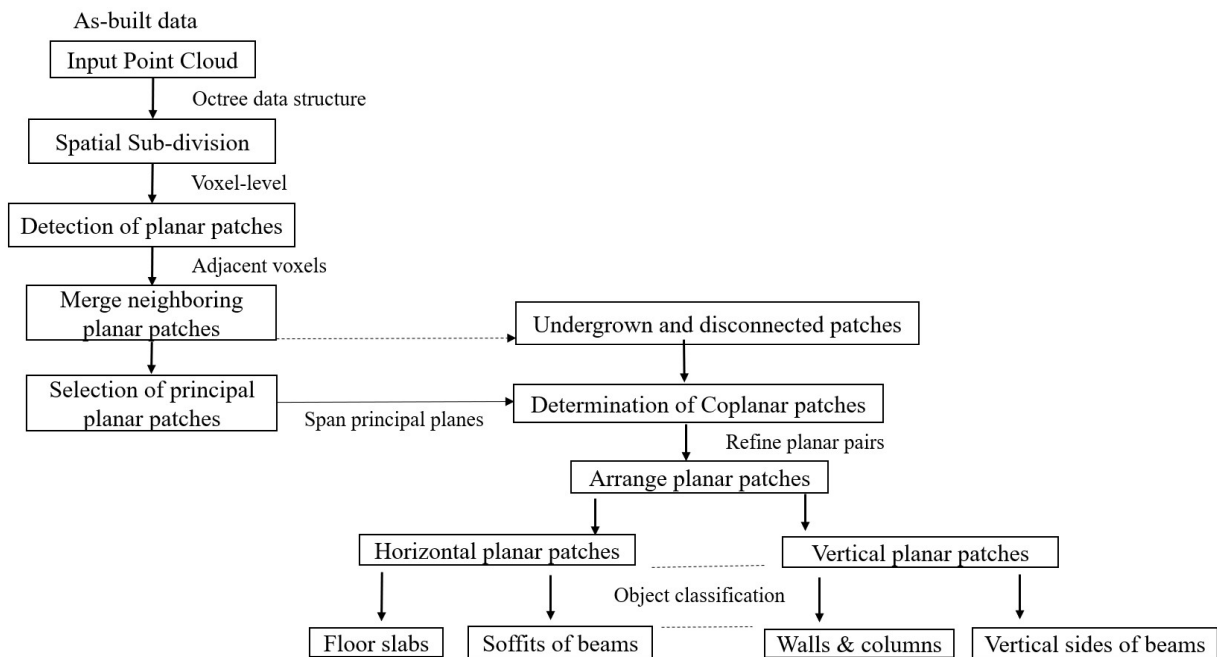 As-built data
Input Point Cloud
Octree data structure
Spatial Sub-division
Voxel-level
Detection of planar patches
Adjacent voxels
Merge neighboring
planar patches
Undergrown and disconnected patches
Selection of principal
planar patches
Span principal planes
Determination of Coplanar patches
Refine planar pairs
Arrange planar patches
Horizontal planar patches
Vertical planar patches
Object classification
Floor slabs
Soffits of beams
Walls & columns
Vertical sides of beams